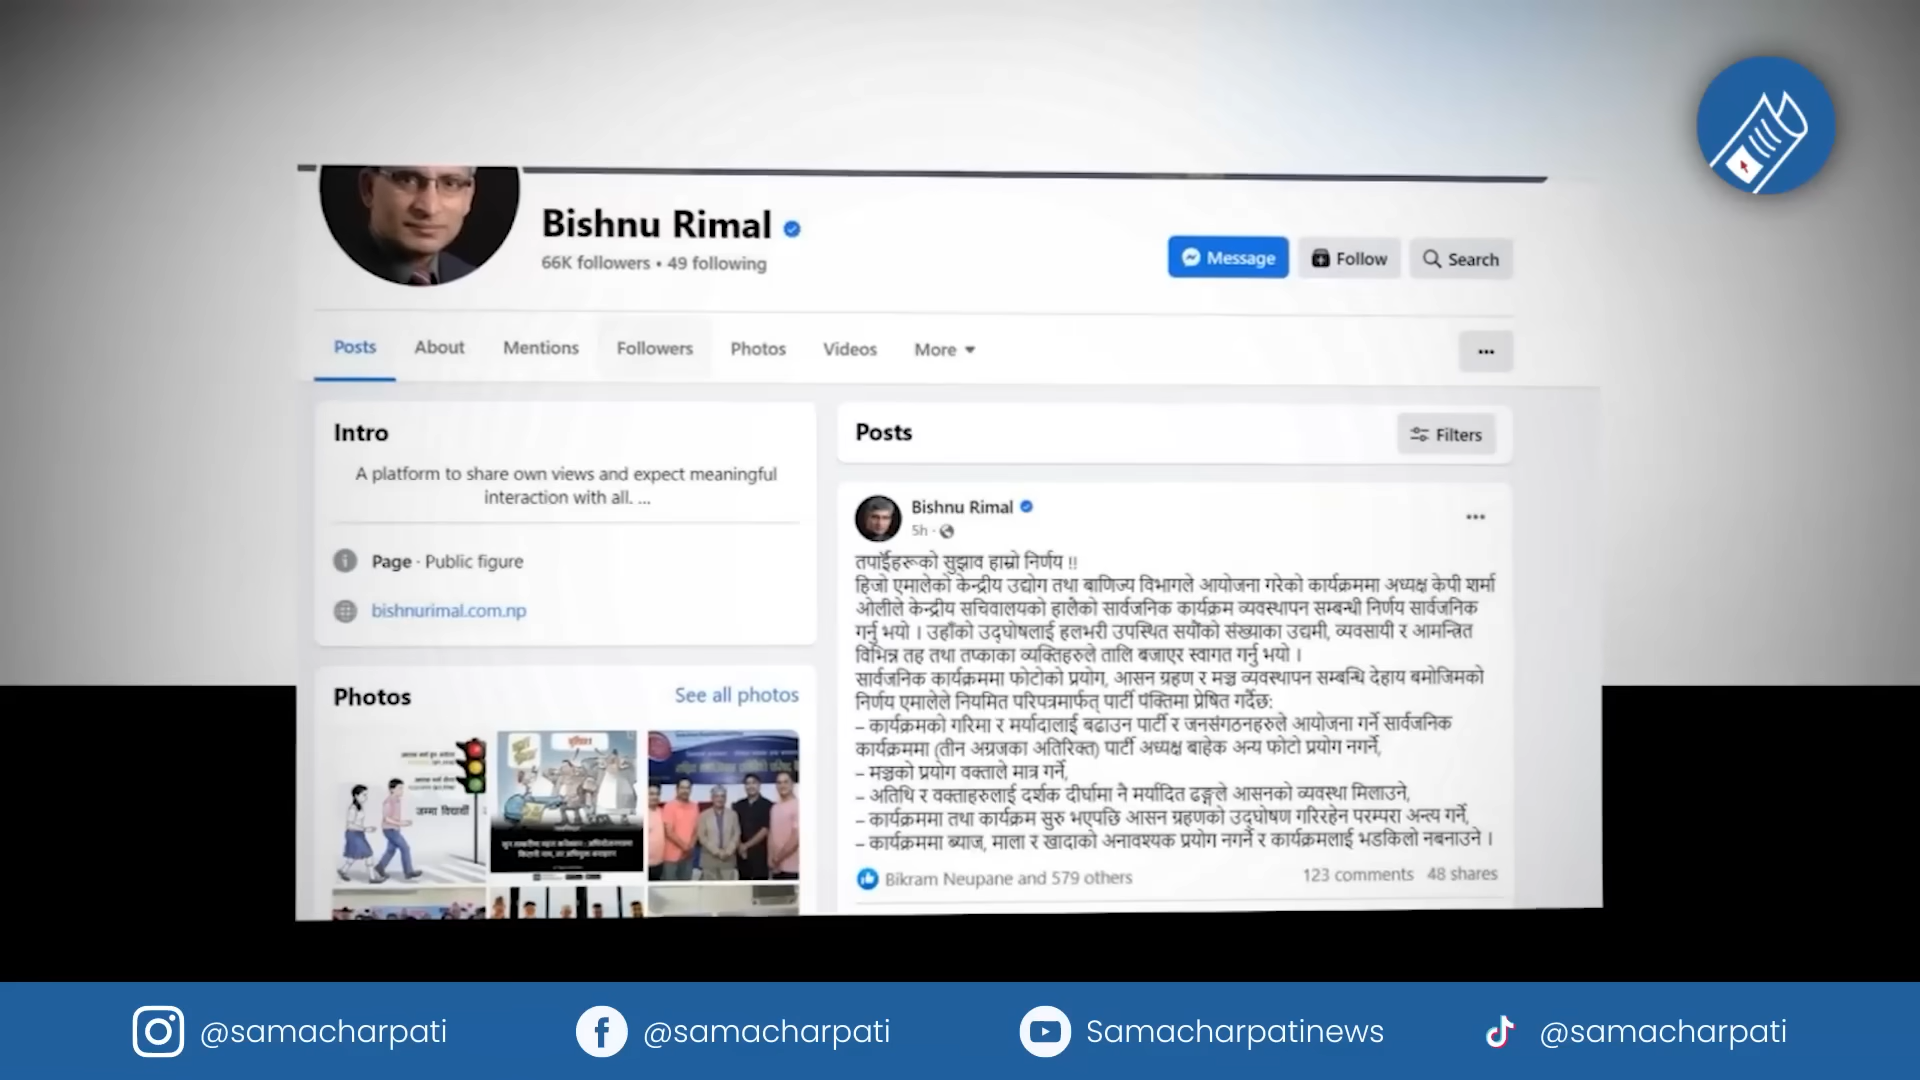 Bishnu Rimal
66K followers • 49 following
Message
Follow
Search
Posts
About
Mentions
Followers
Photos
Videos
More
Intro
A platform to share own views and expect meaningful
interaction with all. ...
Page · Public figure
bishnurimal.com.np
Photos
See all photos
जम्मा विद्यार्थी
Posts
Filters
Bishnu Rimal
5h ·
तपाईंहरूको सुझाव हाम्रो निर्णय !!
हिजो एमालेको केन्द्रीय उद्योग तथा बाणिज्य विभागले आयोजना गरेको कार्यक्रममा अध्यक्ष केपी शर्मा
ओलीले केन्द्रीय सचिवालयको हालैको सार्वजनिक कार्यक्रम व्यवस्थापन सम्बन्धी निर्णय सार्वजनिक
गर्नु भयो । उहाँको उद्घोषलाई हलभरी उपस्थित सयौंको संख्याका उद्यमी, व्यवसायी र आमन्त्रित
विभिन्न तह तथा तप्काका व्यक्तिहरुले तालि बजाएर स्वागत गर्नु भयो ।
सार्वजनिक कार्यक्रममा फोटोको प्रयोग, आसन ग्रहण र मञ्च व्यवस्थापन सम्बन्धि देहाय बमोजिमको
निर्णय एमालेले नियमित परिपत्रमार्फत् पार्टी पंक्तिमा प्रेषित गर्दैछ:
– कार्यक्रमको गरिमा र मर्यादालाई बढाउन पार्टी र जनसंगठनहरुले आयोजना गर्ने सार्वजनिक
कार्यक्रममा (तीन अग्रजका अतिरिक्त) पार्टी अध्यक्ष बाहेक अन्य फोटो प्रयोग नगर्ने,
– मञ्चको प्रयोग वक्ताले मात्र गर्ने,
– अतिथि र वक्ताहरुलाई दर्शक दीर्घामा नै मर्यादित ढङ्गले आसनको व्यवस्था मिलाउने,
– कार्यक्रममा तथा कार्यक्रम सुरु भएपछि आसन ग्रहणको उद्घोषण गरिरहेन परम्परा अन्त्य गर्ने,
– कार्यक्रममा ब्याज, माला र खादाको अनावश्यक प्रयोग नगर्ने र कार्यक्रमलाई भडकिलो नबनाउने ।
Bikram Neupane and 579 others
123 comments 48 shares
@samacharpati
@samacharpati
Samacharpatinews
@samacharpati